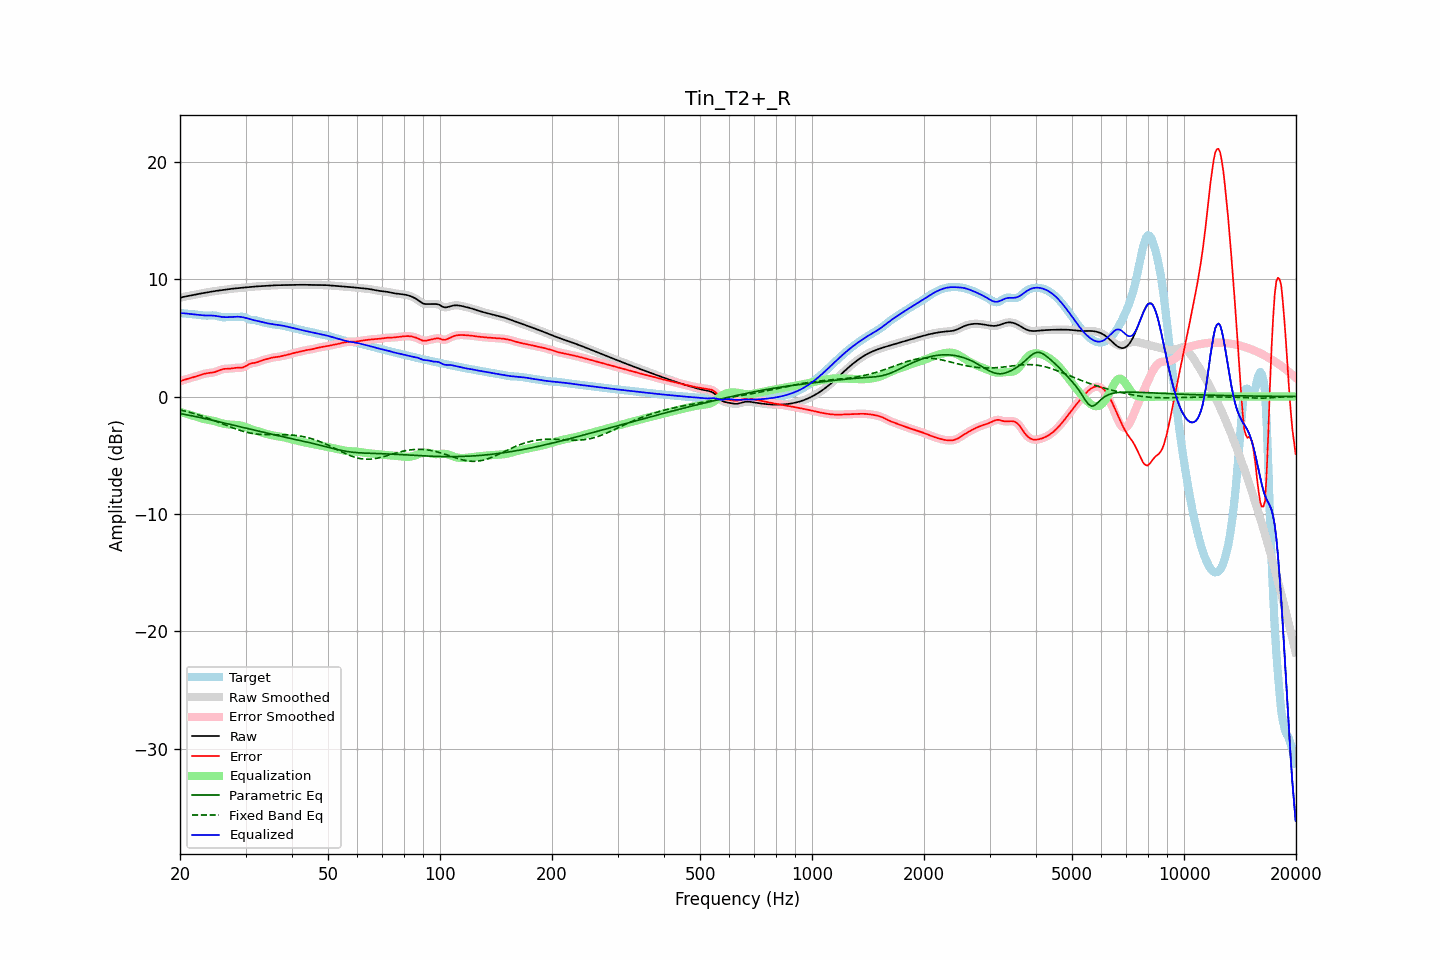 Tin_T2+_R
Amplitude (dBr)
20
10
0
−10
−20
−30
Target
Raw Smoothed
Error Smoothed
Raw
Error
Equalization
Parametric Eq
Fixed Band Eq
Equalized
20 50 100 200 500 1000 2000 5000 10000 20000
Frequency (Hz)